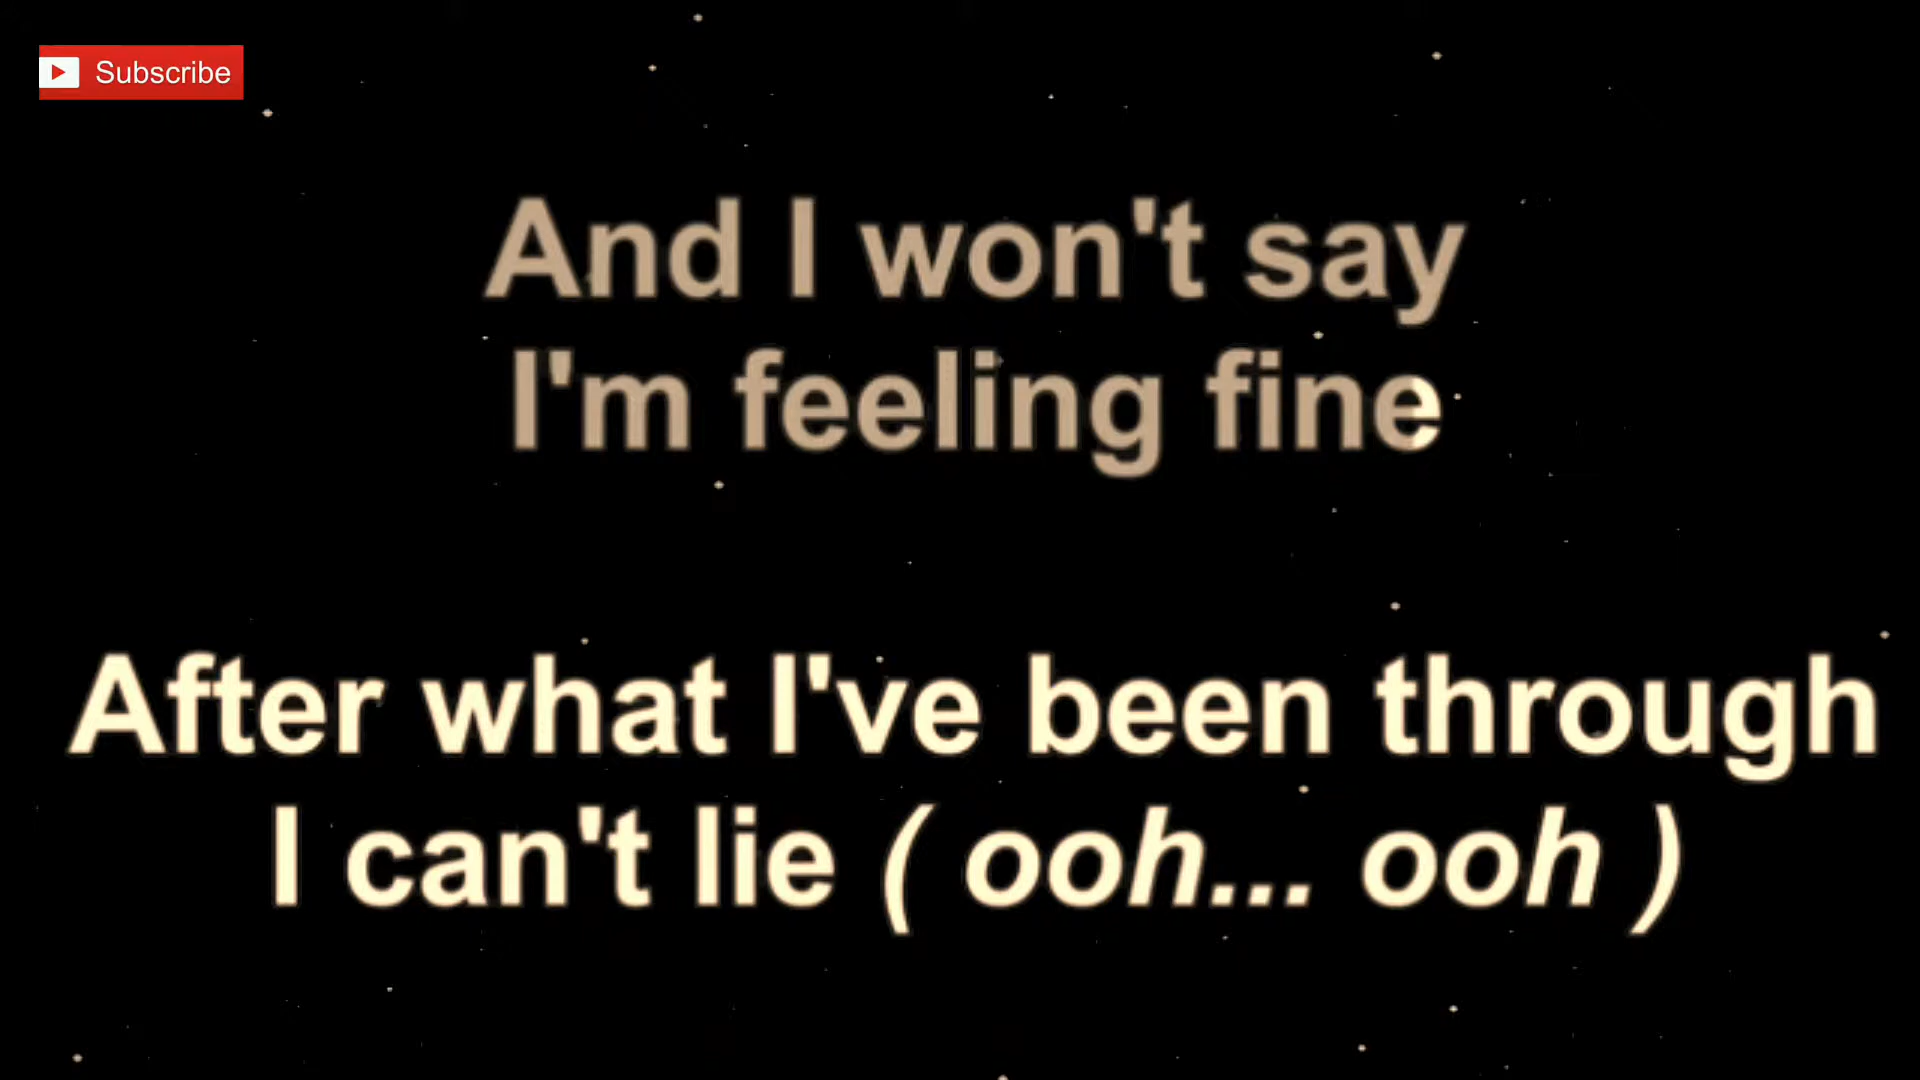 Subscribe
And I won't say
I'm feeling fine
After what I've been through
I can't lie ( ooh... ooh )